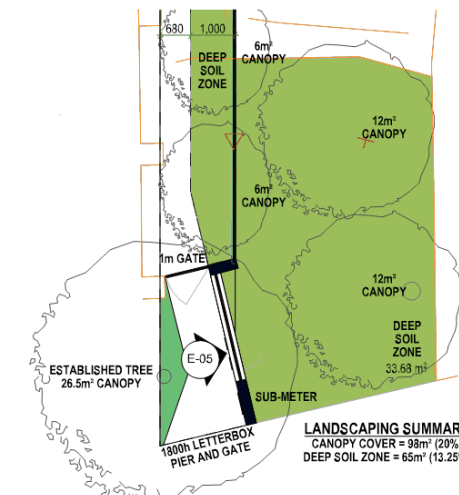 680
1,000
DEEP
SOIL
ZONE
6m²
CANOPY
12m²
CANOPY
6m²
CANOPY
1m GATE
12m²
CANOPY
E-05
DEEP
SOIL
ZONE
33.68 m²
ESTABLISHED TREE
26.5m² CANOPY
SUB-METER
1800h LETTERBOX
PIER AND GATE
LANDSCAPING SUMMAR
CANOPY COVER = 98m² (20%
DEEP SOIL ZONE = 65m² (13.25